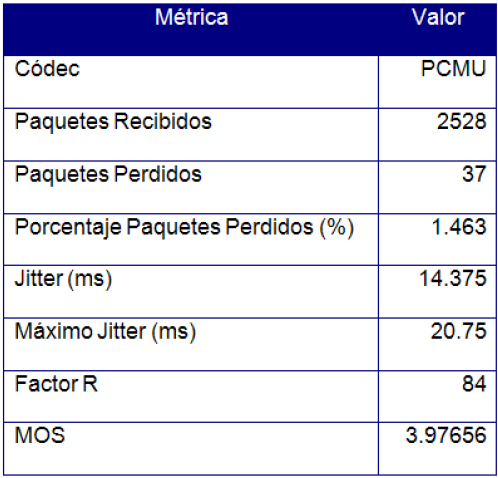 Métrica Valor
Códec PCMU
Paquetes Recibidos 2528
Paquetes Perdidos 37
Porcentaje Paquetes Perdidos (%) 1.463
Jitter (ms) 14.375
Máximo Jitter (ms) 20.75
Factor R 84
MOS 3.97656